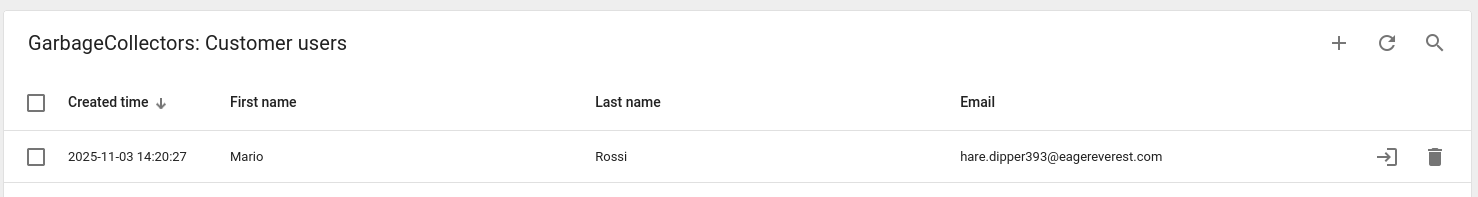 GarbageCollectors: Customer users
Created time First name Last name Email
2025-11-03 14:20:27 Mario Rossi hare.dipper393@eagereverest.com